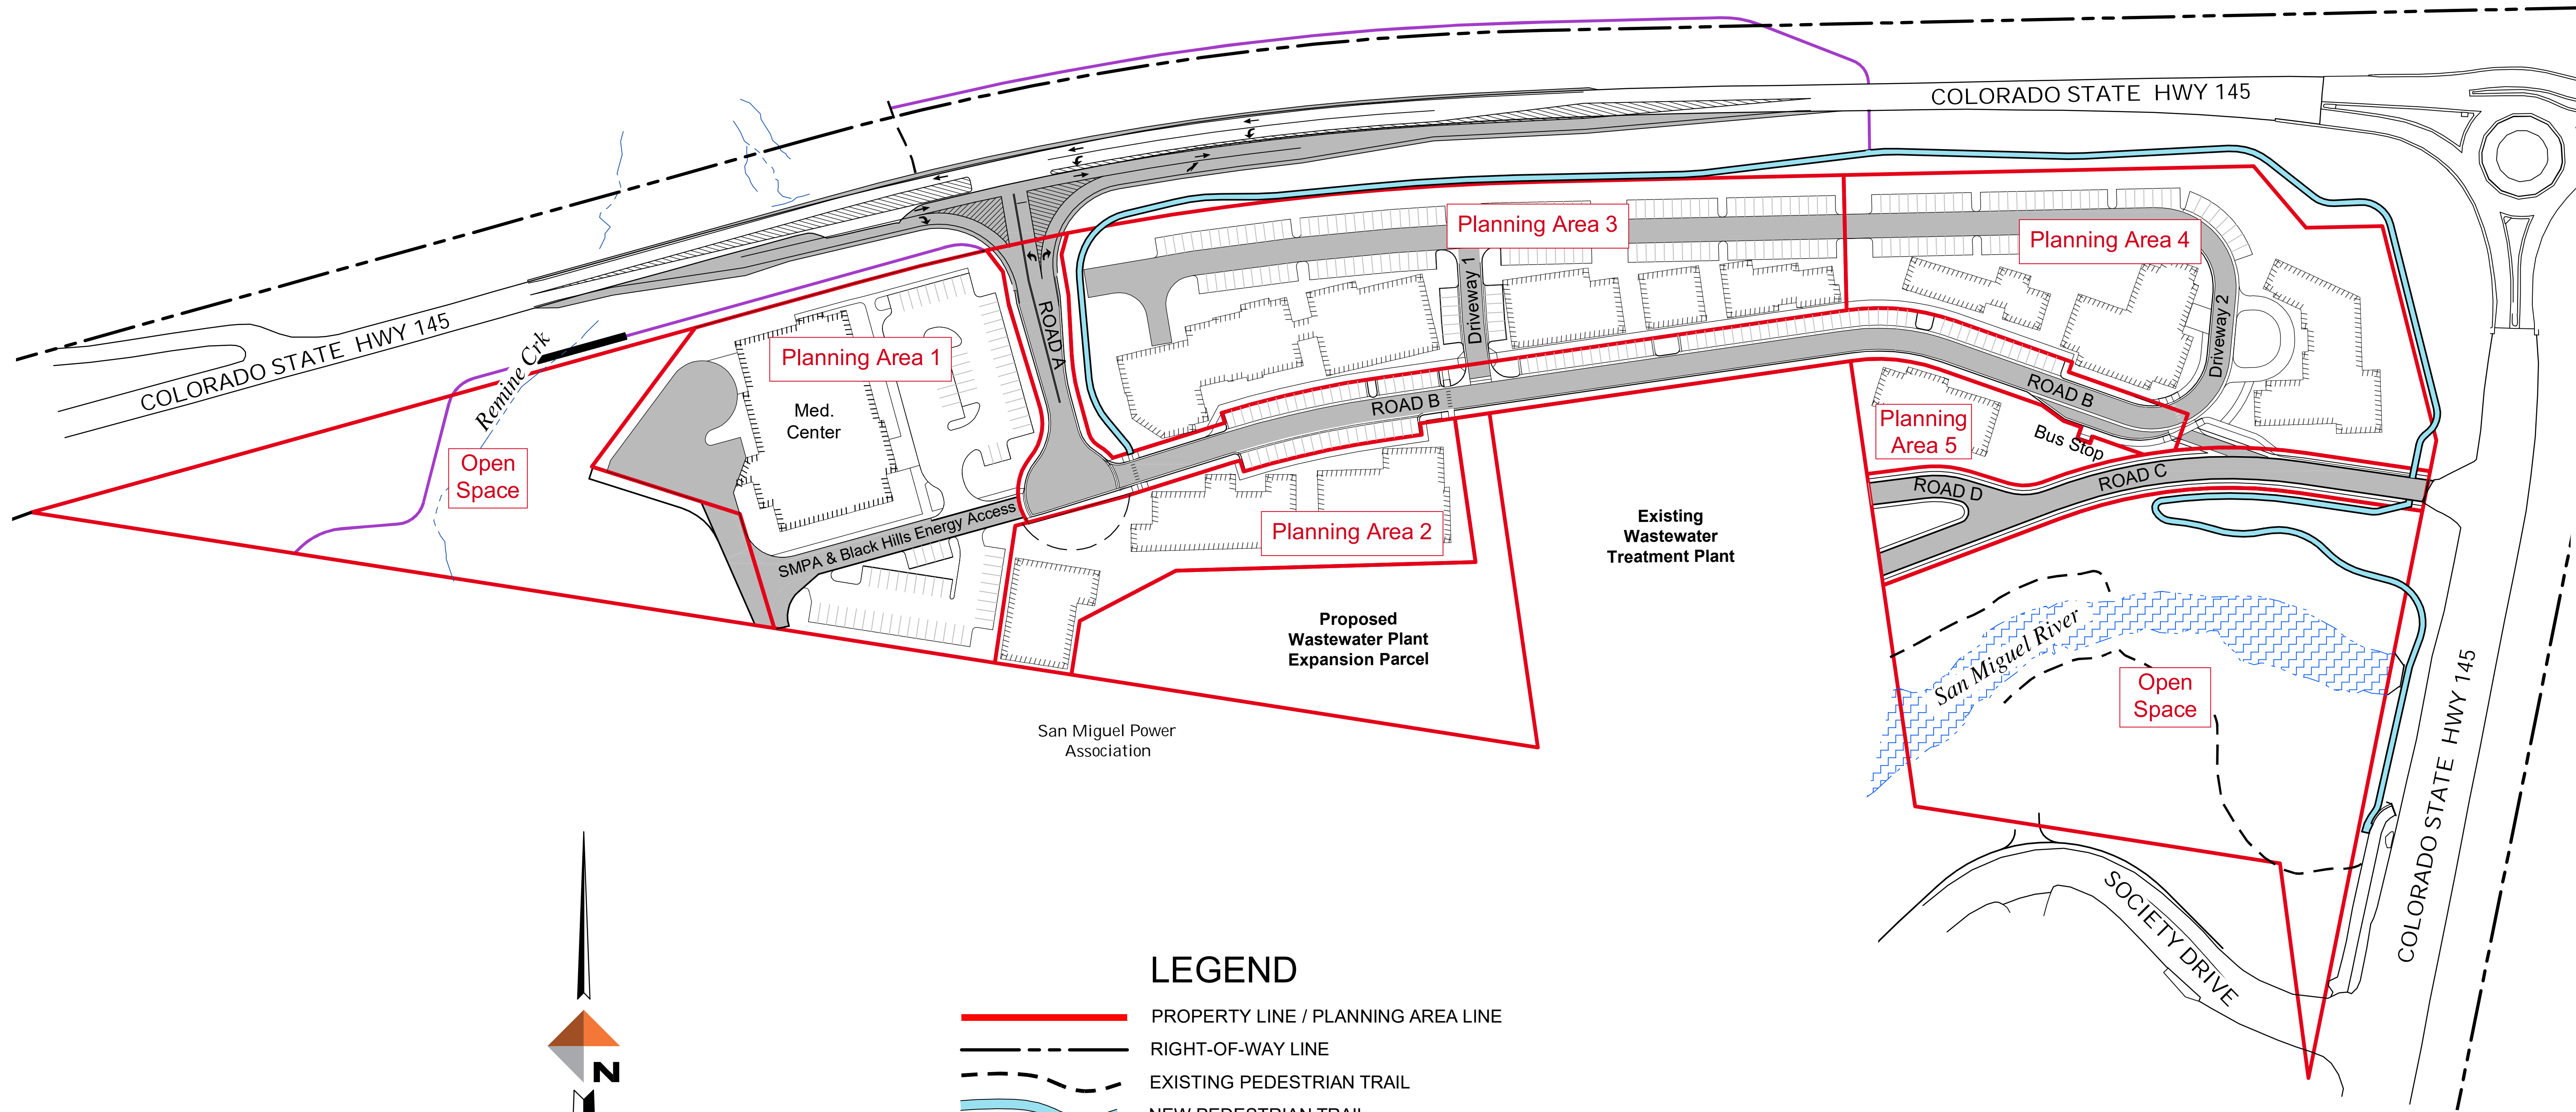 COLORADO STATE HWY 145
COLORADO STATE HWY 145
Remine Crk
Open
Space
Planning Area 1
Med.
Center
ROAD A
SMPA & Black Hills Energy Access
Planning Area 3
Driveway 1
ROAD B
Planning Area 2
Planning Area 4
Driveway 2
ROAD B
Planning
Area 5
Bus Stop
ROAD D
ROAD C
Existing
Wastewater
Treatment Plant
Proposed
Wastewater Plant
Expansion Parcel
San Miguel Power
Association
San Miguel River
Open
Space
COLORADO STATE HWY 145
SOCIETY DRIVE
N
LEGEND
PROPERTY LINE / PLANNING AREA LINE
RIGHT-OF-WAY LINE
EXISTING PEDESTRIAN TRAIL
NEW PEDESTRIAN TRAIL